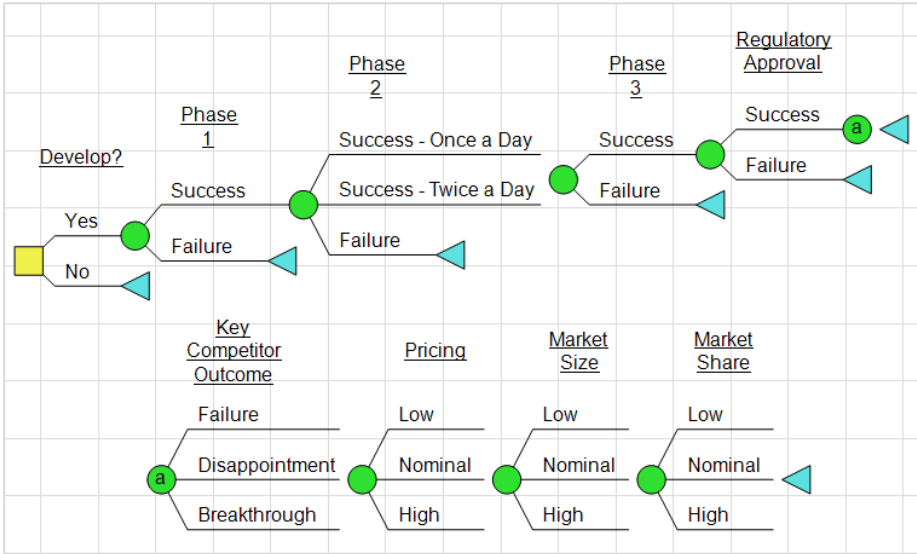 Regulatory
Approval
Phase
2
Phase
3
Phase
1
Success
a
Develop?
Success - Once a Day
Success
Failure
Success
Success - Twice a Day
Failure
Yes
Failure
Failure
No
Key
Competitor
Outcome
Pricing
Market
Size
Market
Share
Failure
Low
Low
Low
a
Disappointment
Nominal
Nominal
Nominal
Breakthrough
High
High
High